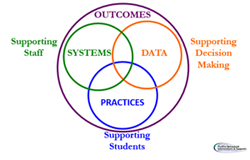 OUTCOMES
Supporting
Staff
SYSTEMS
DATA
Supporting
Decision
Making
PRACTICES
Supporting
Students